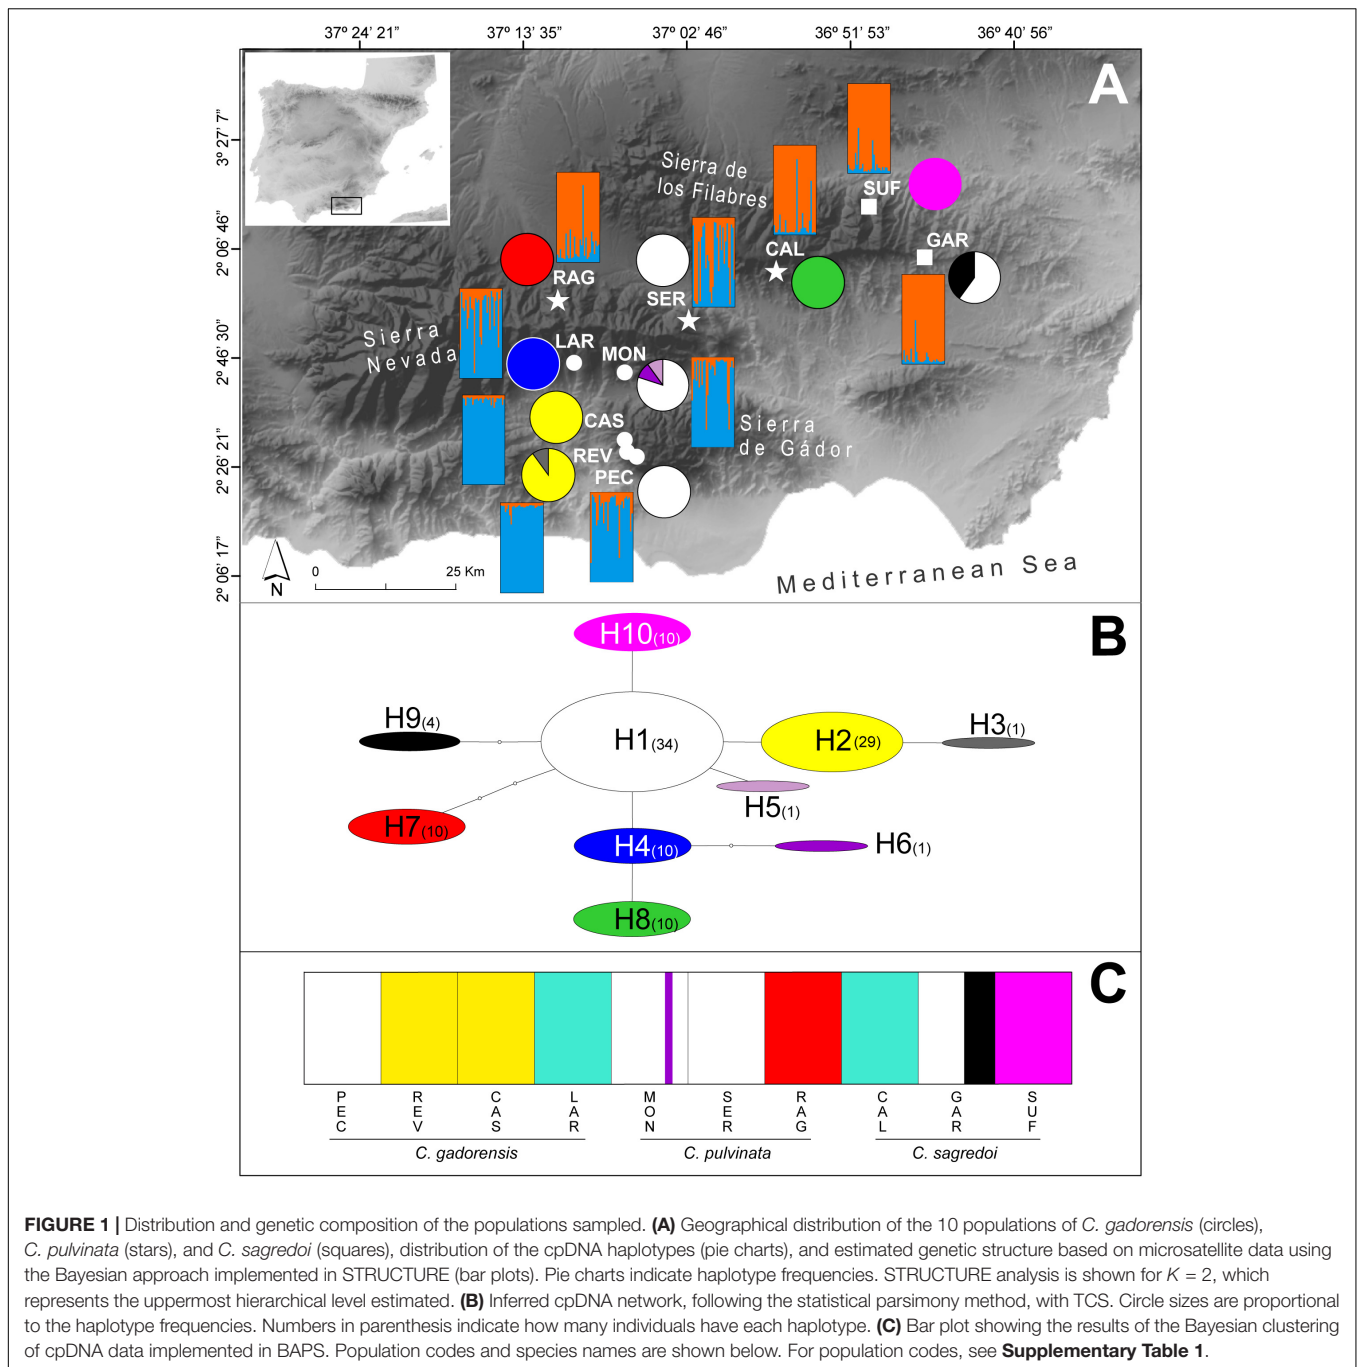 37º 24' 21”
37º 13' 35”
37º 02' 46”
36º 51' 53”
36º 40' 56”
A
3º 27' 7”
2º 06' 46”
2º 46' 30”
2º 26' 21”
2º 06' 17”
Sierra de
los Filabres
SUF
GAR
CAL
RAG
SER
Sierra
Nevada
LAR
MON
CAS
REV
PEC
Sierra
de Gádor
Mediterranean Sea
N
0 25 Km
B
H10(10)
H9(4)
H1(34)
H2(29)
H3(1)
H5(1)
H7(10)
H4(10)
H6(1)
H8(10)
C
PEC
REV
CAS
LAR
MON
SER
RAG
CAL
GAR
SUF
C. gadorensis
C. pulvinata
C. sagredoi
FIGURE 1 | Distribution and genetic composition of the populations sampled. (A) Geographical distribution of the 10 populations of C. gadorensis (circles),
C. pulvinata (stars), and C. sagredoi (squares), distribution of the cpDNA haplotypes (pie charts), and estimated genetic structure based on microsatellite data using
the Bayesian approach implemented in STRUCTURE (bar plots). Pie charts indicate haplotype frequencies. STRUCTURE analysis is shown for K = 2, which
represents the uppermost hierarchical level estimated. (B) Inferred cpDNA network, following the statistical parsimony method, with TCS. Circle sizes are proportional
to the haplotype frequencies. Numbers in parenthesis indicate how many individuals have each haplotype. (C) Bar plot showing the results of the Bayesian clustering
of cpDNA data implemented in BAPS. Population codes and species names are shown below. For population codes, see Supplementary Table 1.